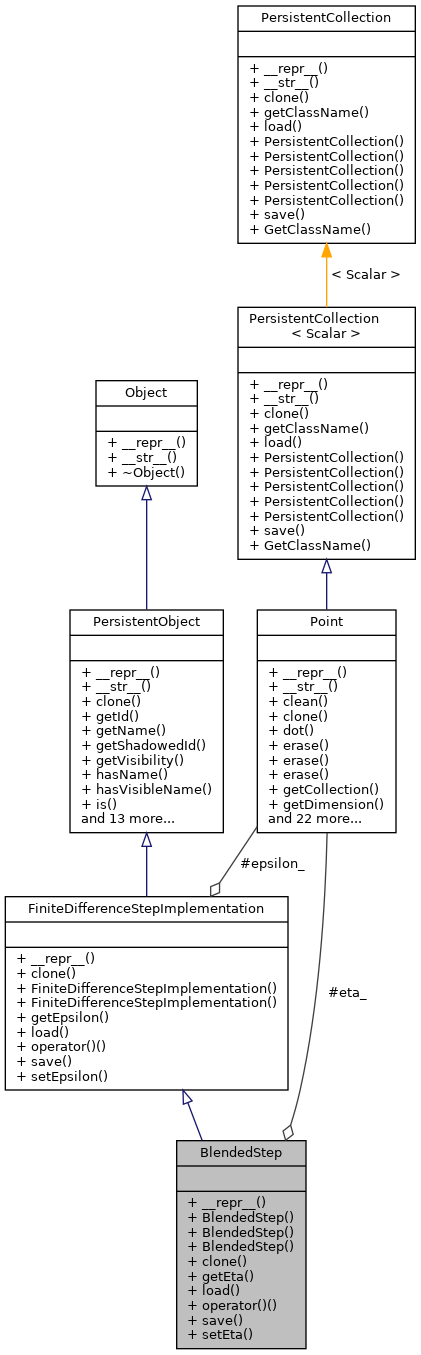 PersistentCollection
+ __repr__()
+ __str__()
+ clone()
+ getClassName()
+ load()
+ PersistentCollection()
+ PersistentCollection()
+ PersistentCollection()
+ PersistentCollection()
+ PersistentCollection()
+ save()
+ GetClassName()
< Scalar >
PersistentCollection
< Scalar >
+ __repr__()
+ __str__()
+ clone()
+ getClassName()
+ load()
+ PersistentCollection()
+ PersistentCollection()
+ PersistentCollection()
+ PersistentCollection()
+ PersistentCollection()
+ save()
+ GetClassName()
Object
+ __repr__()
+ __str__()
+ ~Object()
PersistentObject
+ __repr__()
+ __str__()
+ clone()
+ getId()
+ getName()
+ getShadowedId()
+ getVisibility()
+ hasName()
+ hasVisibleName()
+ is()
and 13 more...
Point
+ __repr__()
+ __str__()
+ clean()
+ clone()
+ dot()
+ erase()
+ erase()
+ erase()
+ getCollection()
+ getDimension()
and 22 more...
#epsilon_
FiniteDifferenceStepImplementation
+ __repr__()
+ clone()
+ FiniteDifferenceStepImplementation()
+ FiniteDifferenceStepImplementation()
+ getEpsilon()
+ load()
+ operator()()
+ save()
+ setEpsilon()
#eta_
BlendedStep
+ __repr__()
+ BlendedStep()
+ BlendedStep()
+ BlendedStep()
+ clone()
+ getEta()
+ load()
+ operator()()
+ save()
+ setEta()